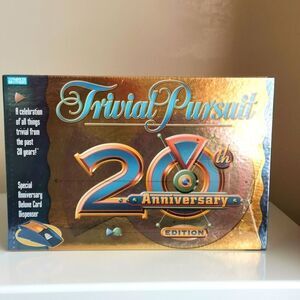 A celebration
of all things
trivial from
the past
20 years!
Special
Anniversary
Deluxe Card
Dispenser
Trivial Pursuit
20th
Anniversary
EDITION